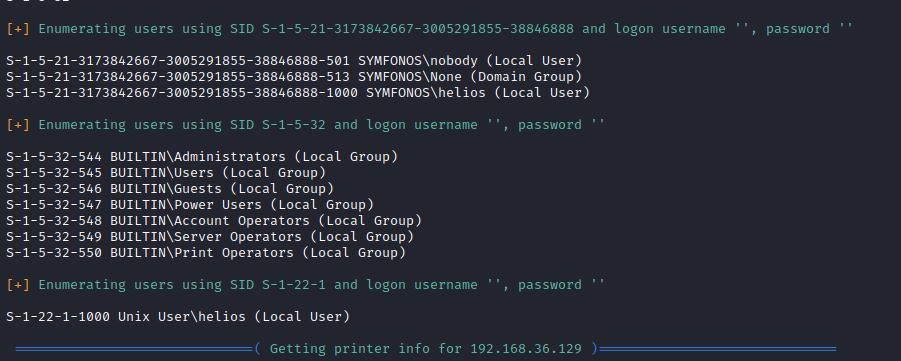 [+] Enumerating users using SID S-1-5-21-3173842667-3005291855-38846888 and logon username '', password ''
S-1-5-21-3173842667-3005291855-38846888-501 SYMFONOS\nobody (Local User)
S-1-5-21-3173842667-3005291855-38846888-513 SYMFONOS\None (Domain Group)
S-1-5-21-3173842667-3005291855-38846888-1000 SYMFONOS\helios (Local User)
[+] Enumerating users using SID S-1-5-32 and logon username '', password ''
S-1-5-32-544 BUILTIN\Administrators (Local Group)
S-1-5-32-545 BUILTIN\Users (Local Group)
S-1-5-32-546 BUILTIN\Guests (Local Group)
S-1-5-32-547 BUILTIN\Power Users (Local Group)
S-1-5-32-548 BUILTIN\Account Operators (Local Group)
S-1-5-32-549 BUILTIN\Server Operators (Local Group)
S-1-5-32-550 BUILTIN\Print Operators (Local Group)
[+] Enumerating users using SID S-1-22-1 and logon username '', password ''
S-1-22-1-1000 Unix User\helios (Local User)
( Getting printer info for 192.168.36.129 )